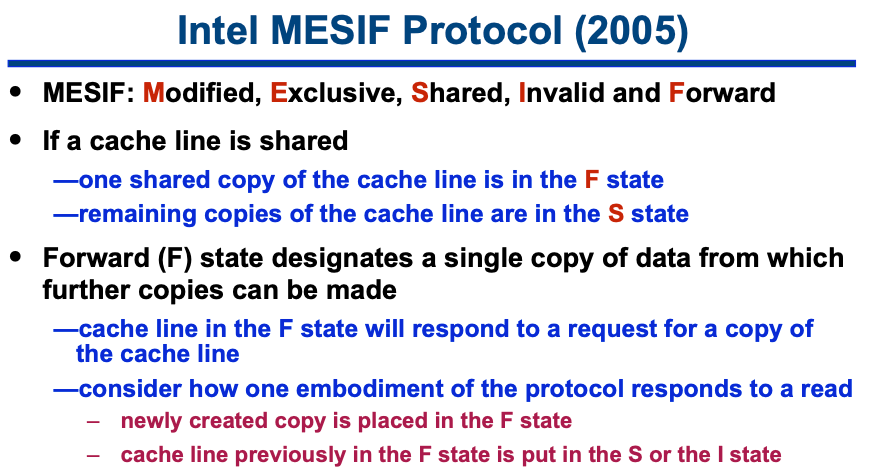 Intel MESIF Protocol (2005)
• MESIF: Modified, Exclusive, Shared, Invalid and Forward
• If a cache line is shared
—one shared copy of the cache line is in the F state
—remaining copies of the cache line are in the S state
• Forward (F) state designates a single copy of data from which
further copies can be made
—cache line in the F state will respond to a request for a copy of
the cache line
—consider how one embodiment of the protocol responds to a read
– newly created copy is placed in the F state
– cache line previously in the F state is put in the S or the I state